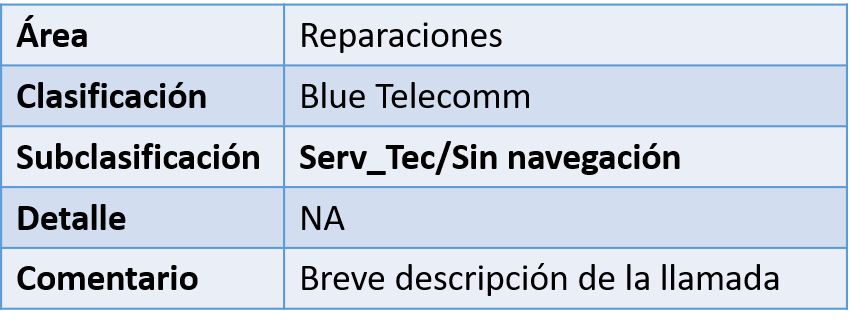 Área Reparaciones
Clasificación Blue Telecomm
Subclasificación Serv_Tec/Sin navegación
Detalle NA
Comentario Breve descripción de la llamada